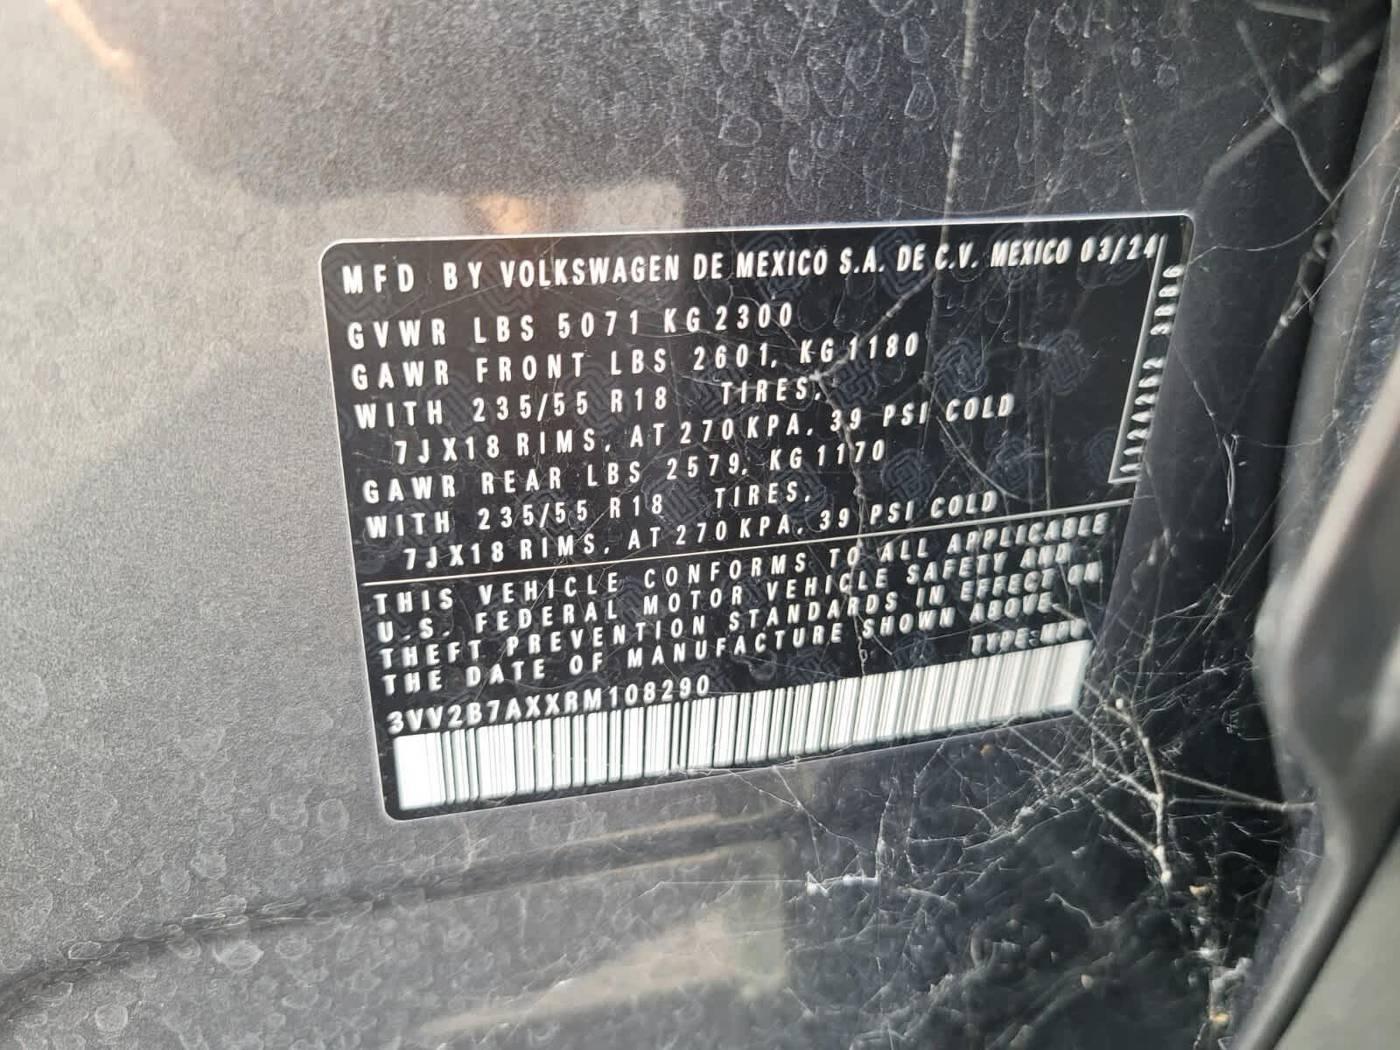 MFD BY VOLKSWAGEN DE MEXICO S.A. DE C.V. MEXICO 03/24
GVWR LBS 5071 KG 2300
GAWR FRONT LBS 2601, KG 1180
WITH 235/55 R18 TIRES,
7JX18 RIMS, AT 270 KPA, 39 PSI COLD
GAWR REAR LBS 2579, KG 1170
WITH 235/55 R18 TIRES,
7JX18 RIMS, AT 270 KPA, 39 PSI COLD
THIS VEHICLE CONFORMS TO ALL APPLICABLE
U.S. FEDERAL MOTOR VEHICLE SAFETY AND
THEFT PREVENTION STANDARDS IN EFFECT ON
THE DATE OF MANUFACTURE SHOWN ABOVE
TYPE: MPV
3VV2B7AXXRM108290